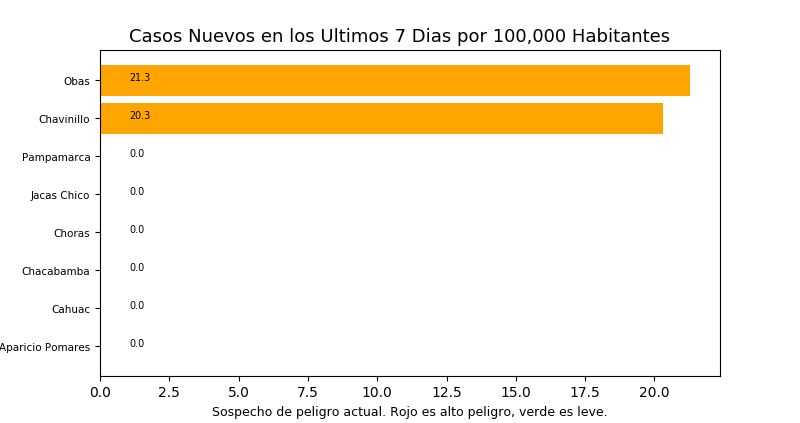 Casos Nuevos en los Ultimos 7 Dias por 100,000 Habitantes
Obas 21.3
Chavinillo 20.3
Pampamarca 0.0
Jacas Chico 0.0
Choras 0.0
Chacabamba 0.0
Cahuac 0.0
Aparicio Pomares 0.0
0.0 2.5 5.0 7.5 10.0 12.5 15.0 17.5 20.0
Sospecho de peligro actual. Rojo es alto peligro, verde es leve.